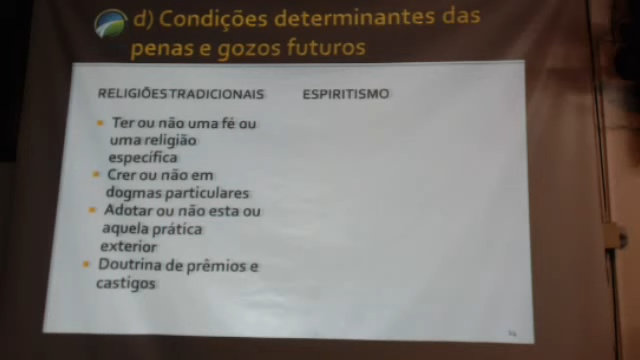 d) Condições determinantes das
penas e gozos futuros
RELIGIÕES TRADICIONAIS
ESPIRITISMO
Ter ou não uma fé ou
uma religião
específica
Crer ou não em
dogmas particulares
Adotar ou não esta ou
aquela prática
exterior
Doutrina de prêmios e
castigos